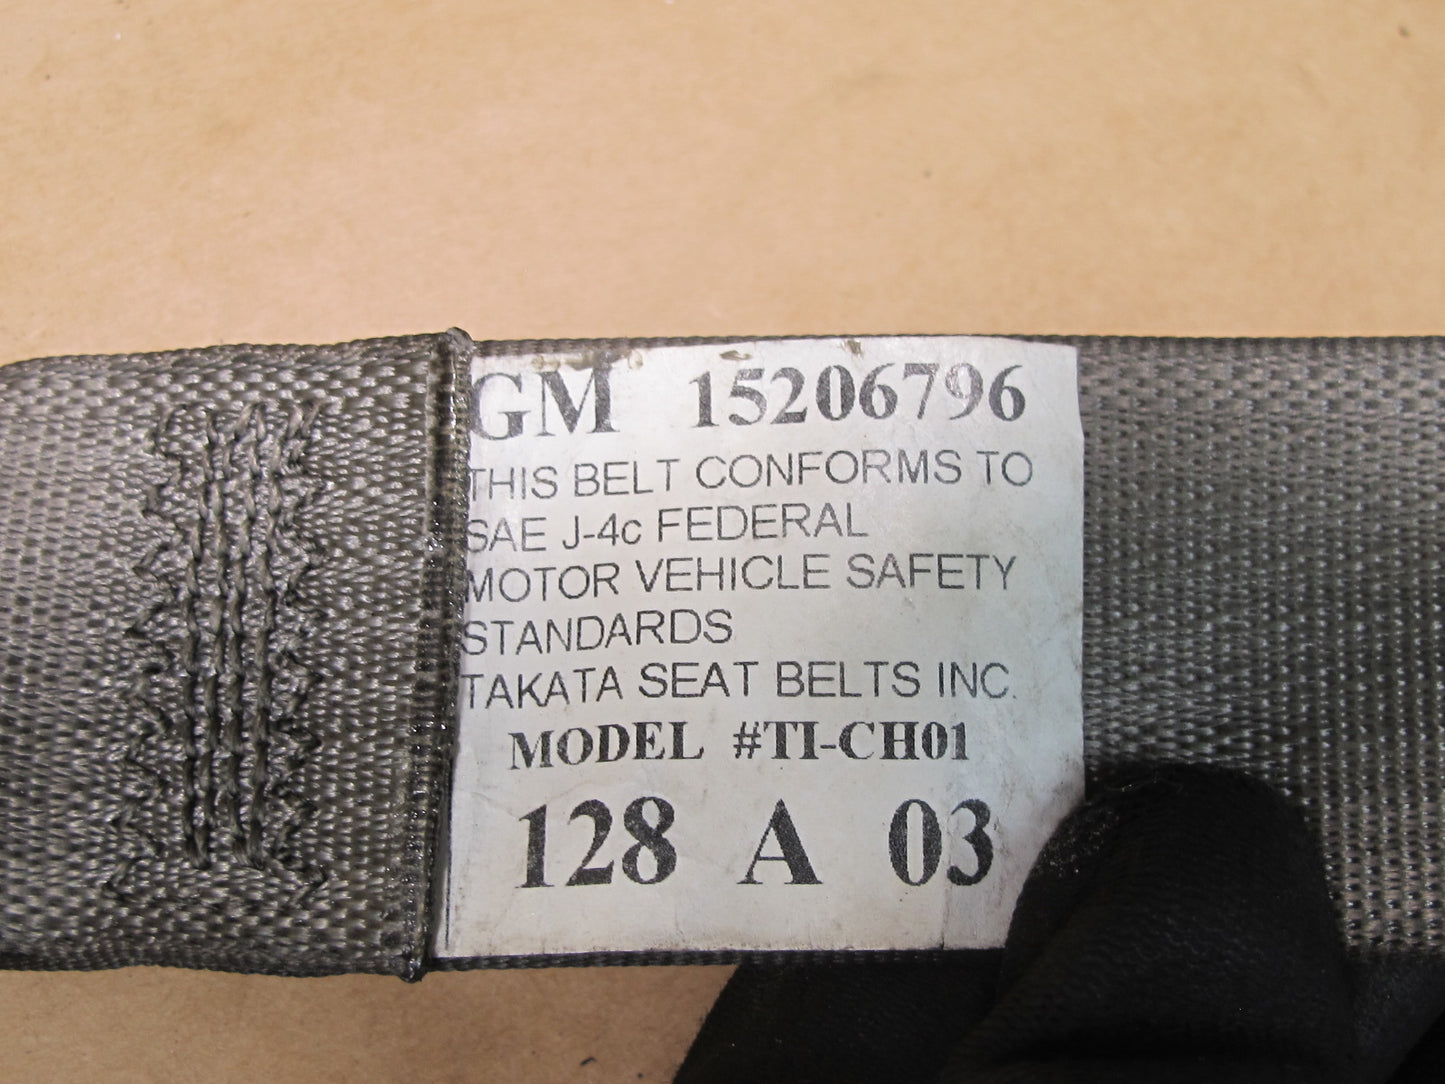 GM 15206796
THIS BELT CONFORMS TO
SAE J-4c FEDERAL
MOTOR VEHICLE SAFETY
STANDARDS
TAKATA SEAT BELTS INC.
MODEL #TI-CH01
128 A 03